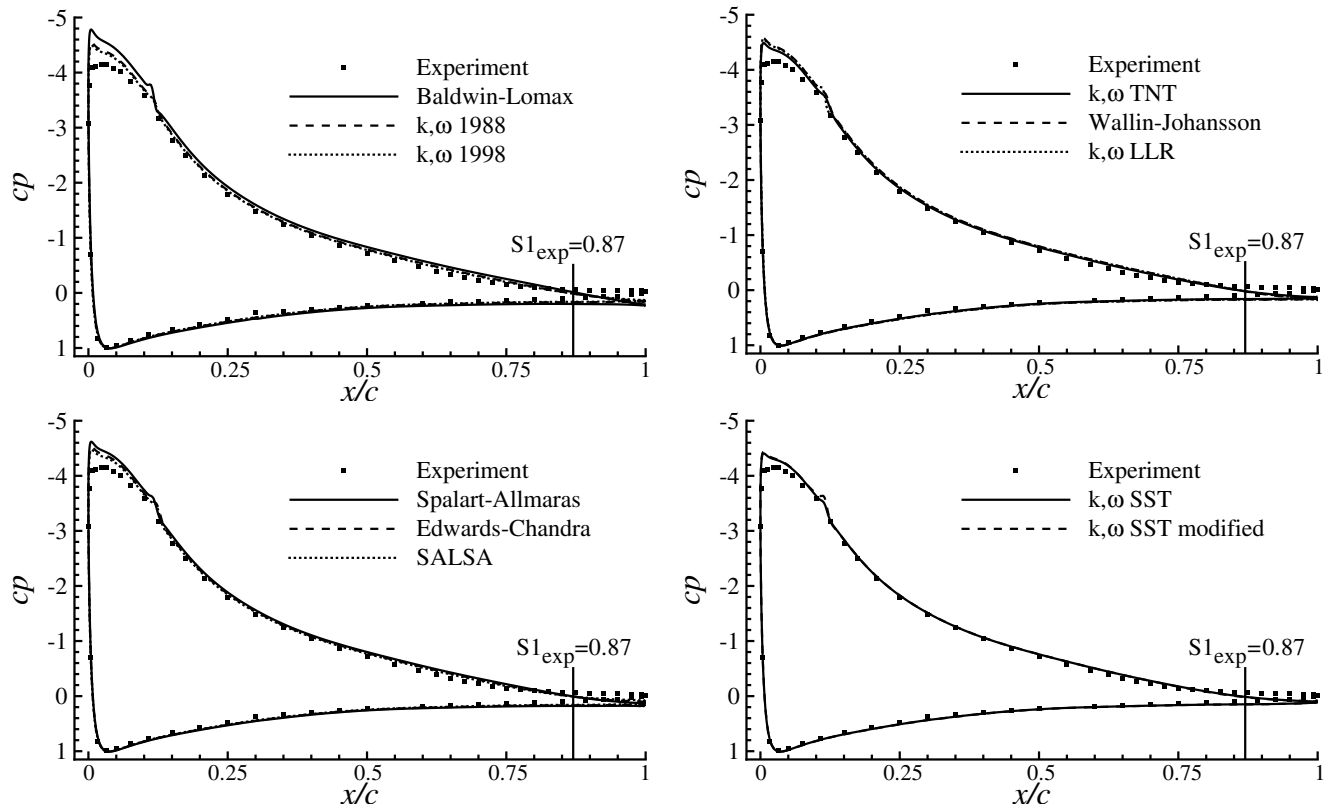 -5
-4
-3
-2
-1
0
1
cp
Experiment
Baldwin-Lomax
k,ω 1988
k,ω 1998
S1exp=0.87
0
0.25
0.5
0.75
1
x/c
-5
-4
-3
-2
-1
0
1
cp
Experiment
k,ω TNT
Wallin-Johansson
k,ω LLR
S1exp=0.87
0
0.25
0.5
0.75
1
x/c
-5
-4
-3
-2
-1
0
1
cp
Experiment
Spalart-Allmaras
Edwards-Chandra
SALSA
S1exp=0.87
0
0.25
0.5
0.75
1
x/c
-5
-4
-3
-2
-1
0
1
cp
Experiment
k,ω SST
k,ω SST modified
S1exp=0.87
0
0.25
0.5
0.75
1
x/c